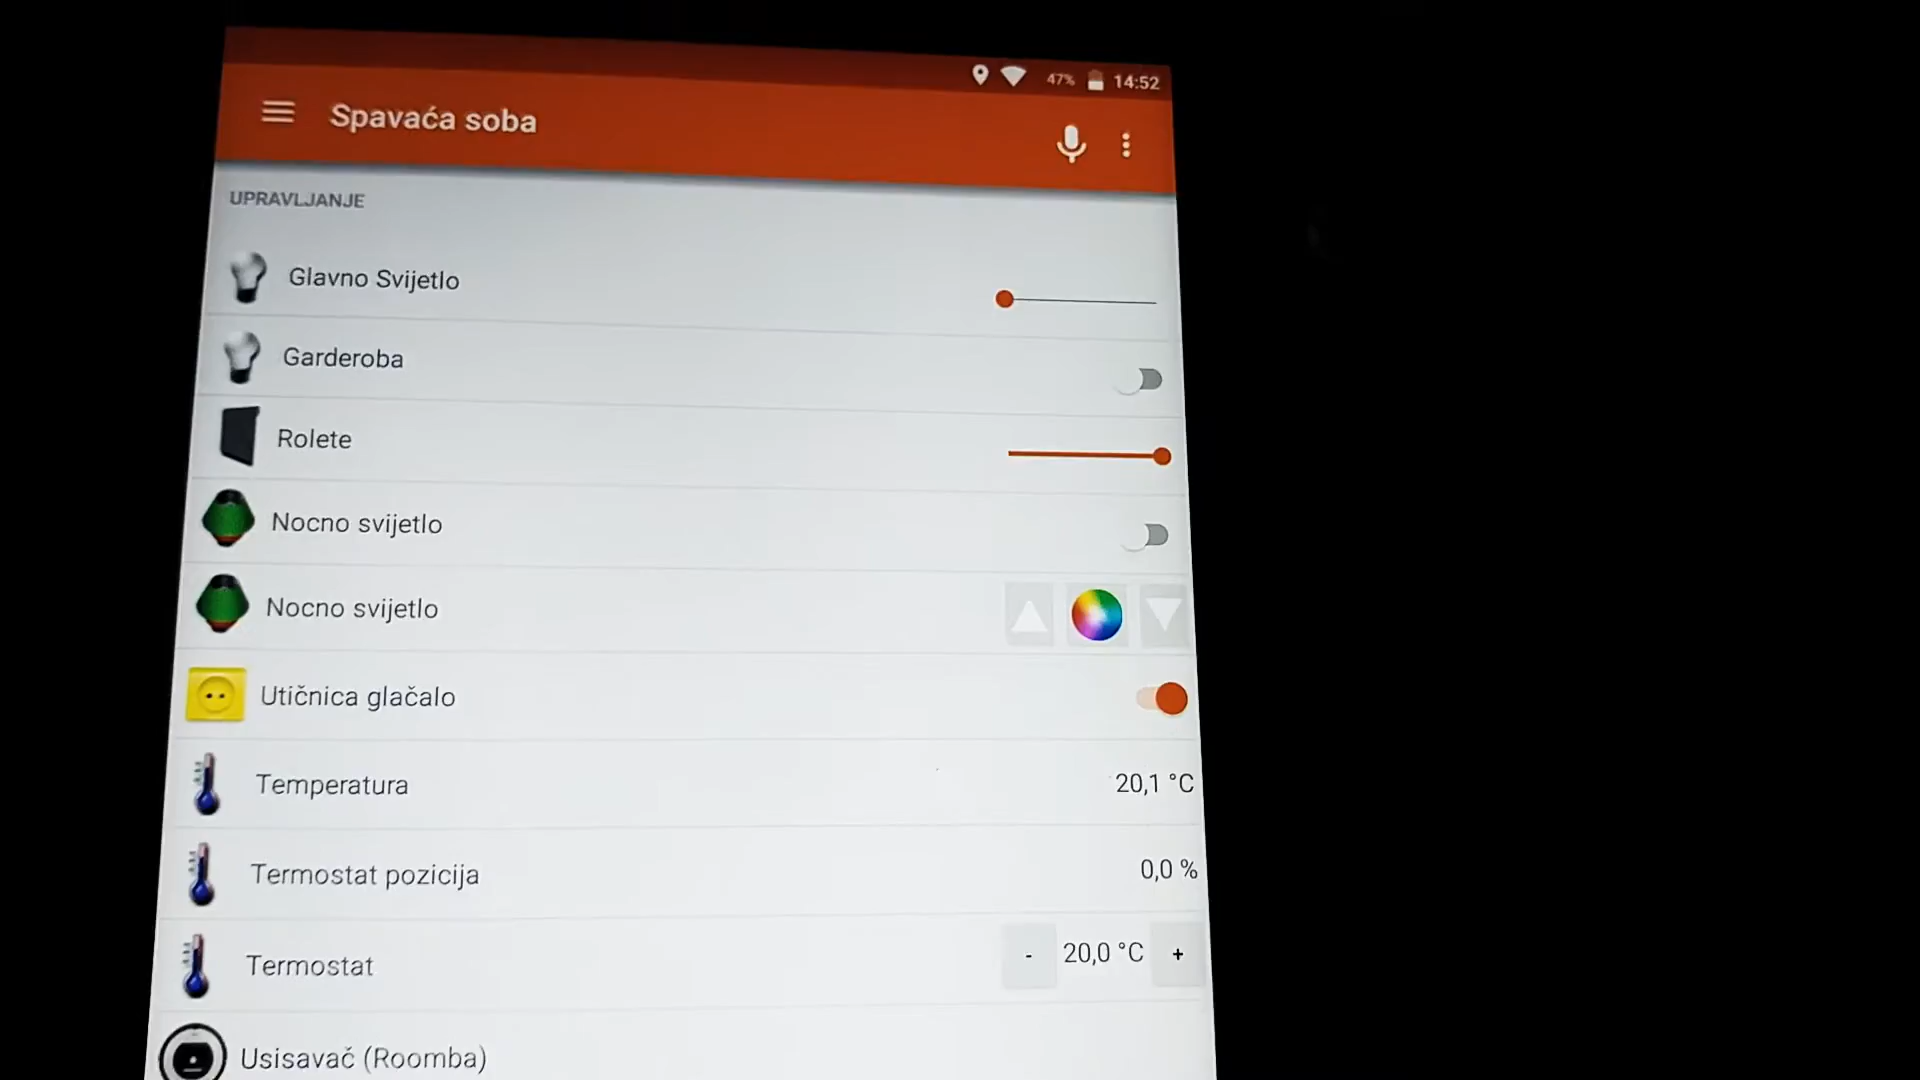 47% 14:52
Spavaća soba
UPRAVLJANJE
Glavno Svijetlo
Garderoba
Rolete
Nocno svijetlo
Nocno svijetlo
Utičnica glačalo
Temperatura 20,1 °C
Termostat pozicija 0,0 %
Termostat - 20,0 °C +
Usisavač (Roomba)